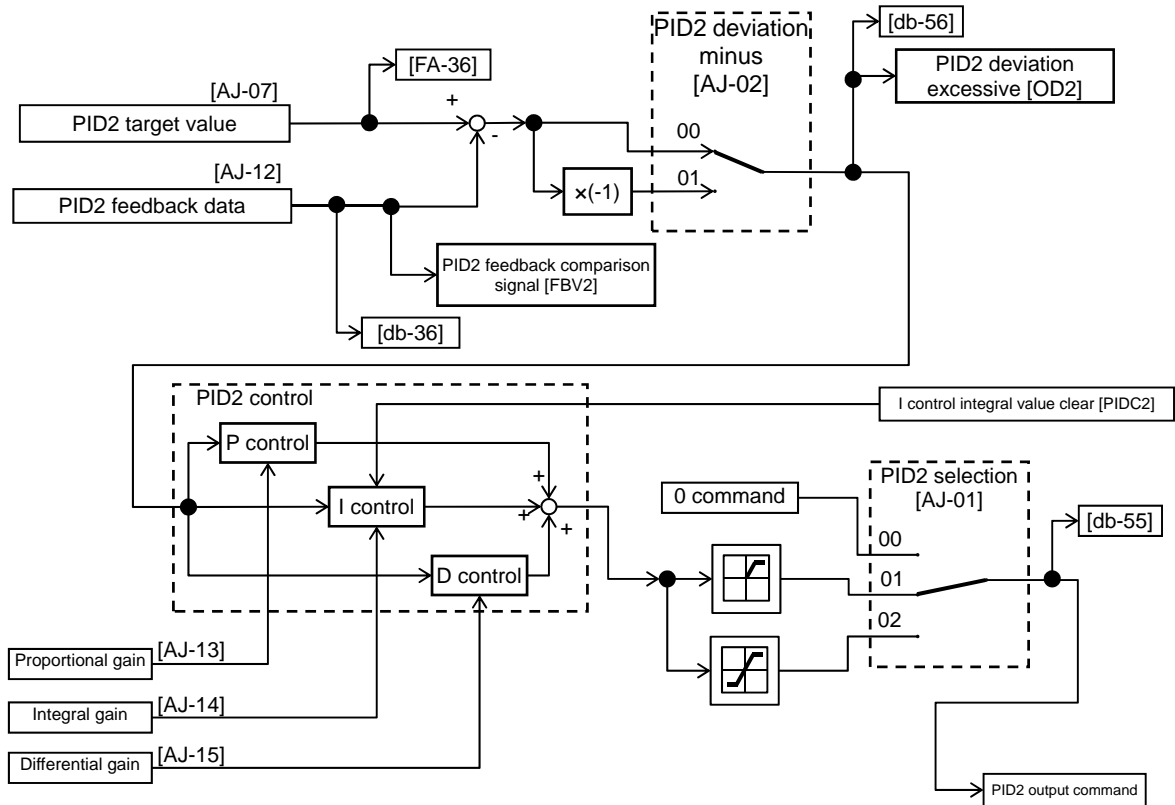 PID2 deviation
minus
[AJ-02]
[db-56]
[FA-36]
PID2 deviation
excessive [OD2]
[AJ-07]
PID2 target value
+
-
00
[AJ-12]
PID2 feedback data
×(-1)
01
PID2 feedback comparison
signal [FBV2]
[db-36]
PID2 control
I control integral value clear [PIDC2]
P control
+
I control
+
+
D control
0 command
PID2 selection
[AJ-01]
[db-55]
00
01
02
Proportional gain
[AJ-13]
Integral gain
[AJ-14]
Differential gain
[AJ-15]
PID2 output command